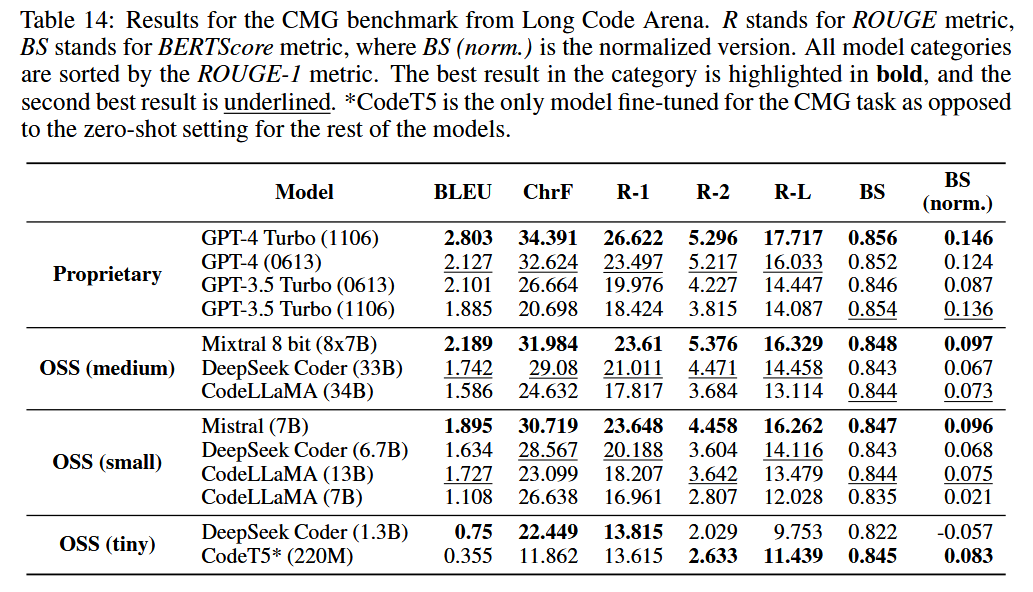 Table 14: Results for the CMG benchmark from Long Code Arena. R stands for ROUGE metric,
BS stands for BERTScore metric, where BS (norm.) is the normalized version. All model categories
are sorted by the ROUGE-1 metric. The best result in the category is highlighted in bold, and the
second best result is underlined. *CodeT5 is the only model fine-tuned for the CMG task as opposed
to the zero-shot setting for the rest of the models.
Model BLEU ChrF R-1 R-2 R-L BS BS (norm.)
Proprietary
GPT-4 Turbo (1106) 2.803 34.391 26.622 5.296 17.717 0.856 0.146
GPT-4 (0613) 2.127 32.624 23.497 5.217 16.033 0.852 0.124
GPT-3.5 Turbo (0613) 2.101 26.664 19.976 4.227 14.447 0.846 0.087
GPT-3.5 Turbo (1106) 1.885 20.698 18.424 3.815 14.087 0.854 0.136
OSS (medium)
Mixtral 8 bit (8x7B) 2.189 31.984 23.61 5.376 16.329 0.848 0.097
DeepSeek Coder (33B) 1.742 29.08 21.011 4.471 14.458 0.843 0.067
CodeLLaMA (34B) 1.586 24.632 17.817 3.684 13.114 0.844 0.073
OSS (small)
Mistral (7B) 1.895 30.719 23.648 4.458 16.262 0.847 0.096
DeepSeek Coder (6.7B) 1.634 28.567 20.188 3.604 14.116 0.843 0.068
CodeLLaMA (13B) 1.727 23.099 18.207 3.642 13.479 0.844 0.075
CodeLLaMA (7B) 1.108 26.638 16.961 2.807 12.028 0.835 0.021
OSS (tiny)
DeepSeek Coder (1.3B) 0.75 22.449 13.815 2.029 9.753 0.822 -0.057
CodeT5* (220M) 0.355 11.862 13.615 2.633 11.439 0.845 0.083